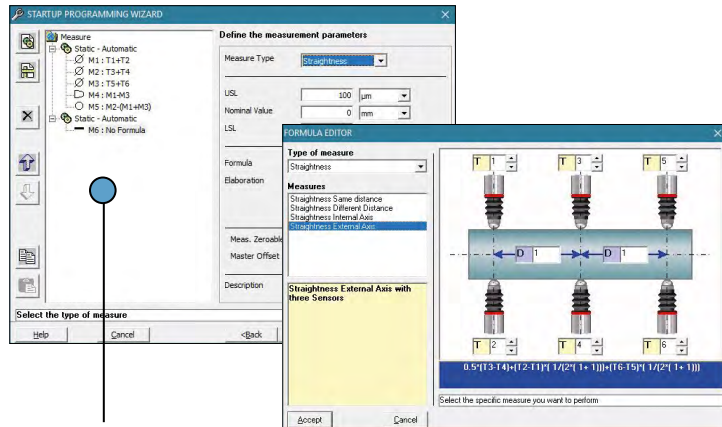 STARTUP PROGRAMMING WIZARD
Measure
Static - Automatic
M1 : T1+T2
M2 : T3+T4
M3 : T5+T6
M4 : M1-M3
M5 : M2-(M1+M3)
Static - Automatic
M6 : No Formula
Define the measurement parameters
Measure Type
Straightness
USL
100
µm
Nominal Value
0
mm
LSL
Formula
Elaboration
Meas. Zeroable
Master Offset
Description
Select the type of measure
Help
Cancel
<Back
FORMULA EDITOR
Type of measure
Straightness
Measures
Straightness Same distance
Straightness Different Distance
Straightness Internal Axis
Straightness External Axis
Straightness External Axis with
three Sensors
Accept
Cancel
T 1
T 3
T 5
D 1
D 1
T 2
T 4
T 6
0.5*(T3-T4)+(T2-T1)*( 1/(2*( 1+ 1)))+(T6-T5)*( 1/(2*( 1+ 1)))
Select the specific measure you want to perform